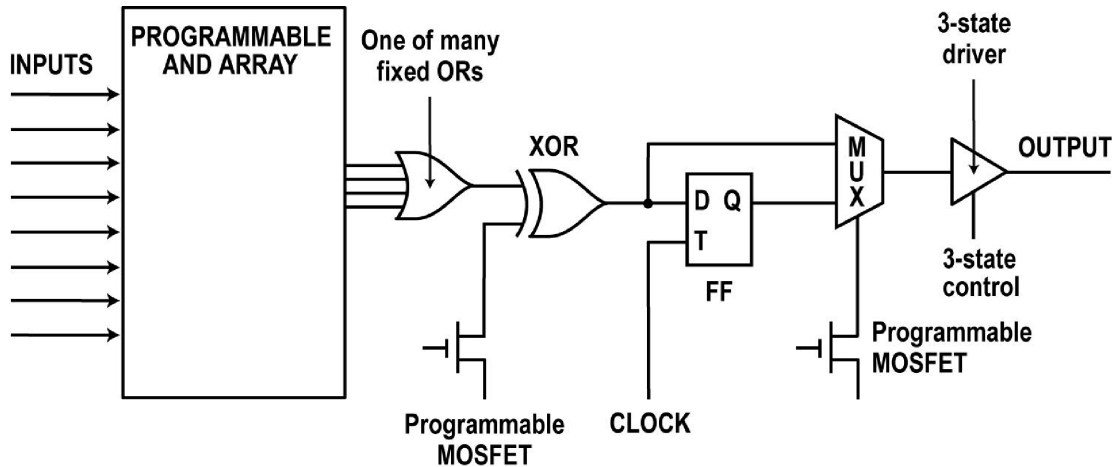 PROGRAMMABLE
AND ARRAY
INPUTS
One of many
fixed ORs
XOR
D Q
T
FF
MUX
3-state
driver
OUTPUT
3-state
control
Programmable
MOSFET
CLOCK
Programmable
MOSFET